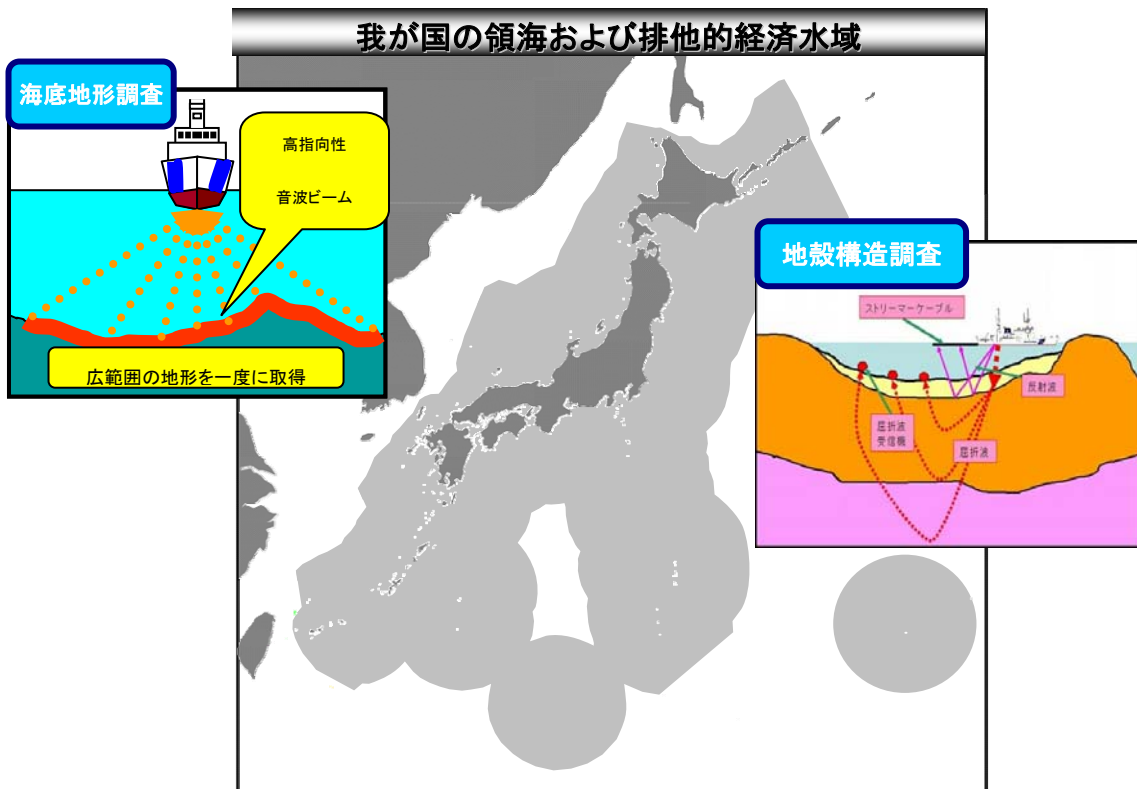 我が国の領海および排他的経済水域
海底地形調査
高指向性
音波ビーム
広範囲の地形を一度に取得
地殻構造調査
ストリーマーケーブル
反射波
屈折波
受信機
屈折波